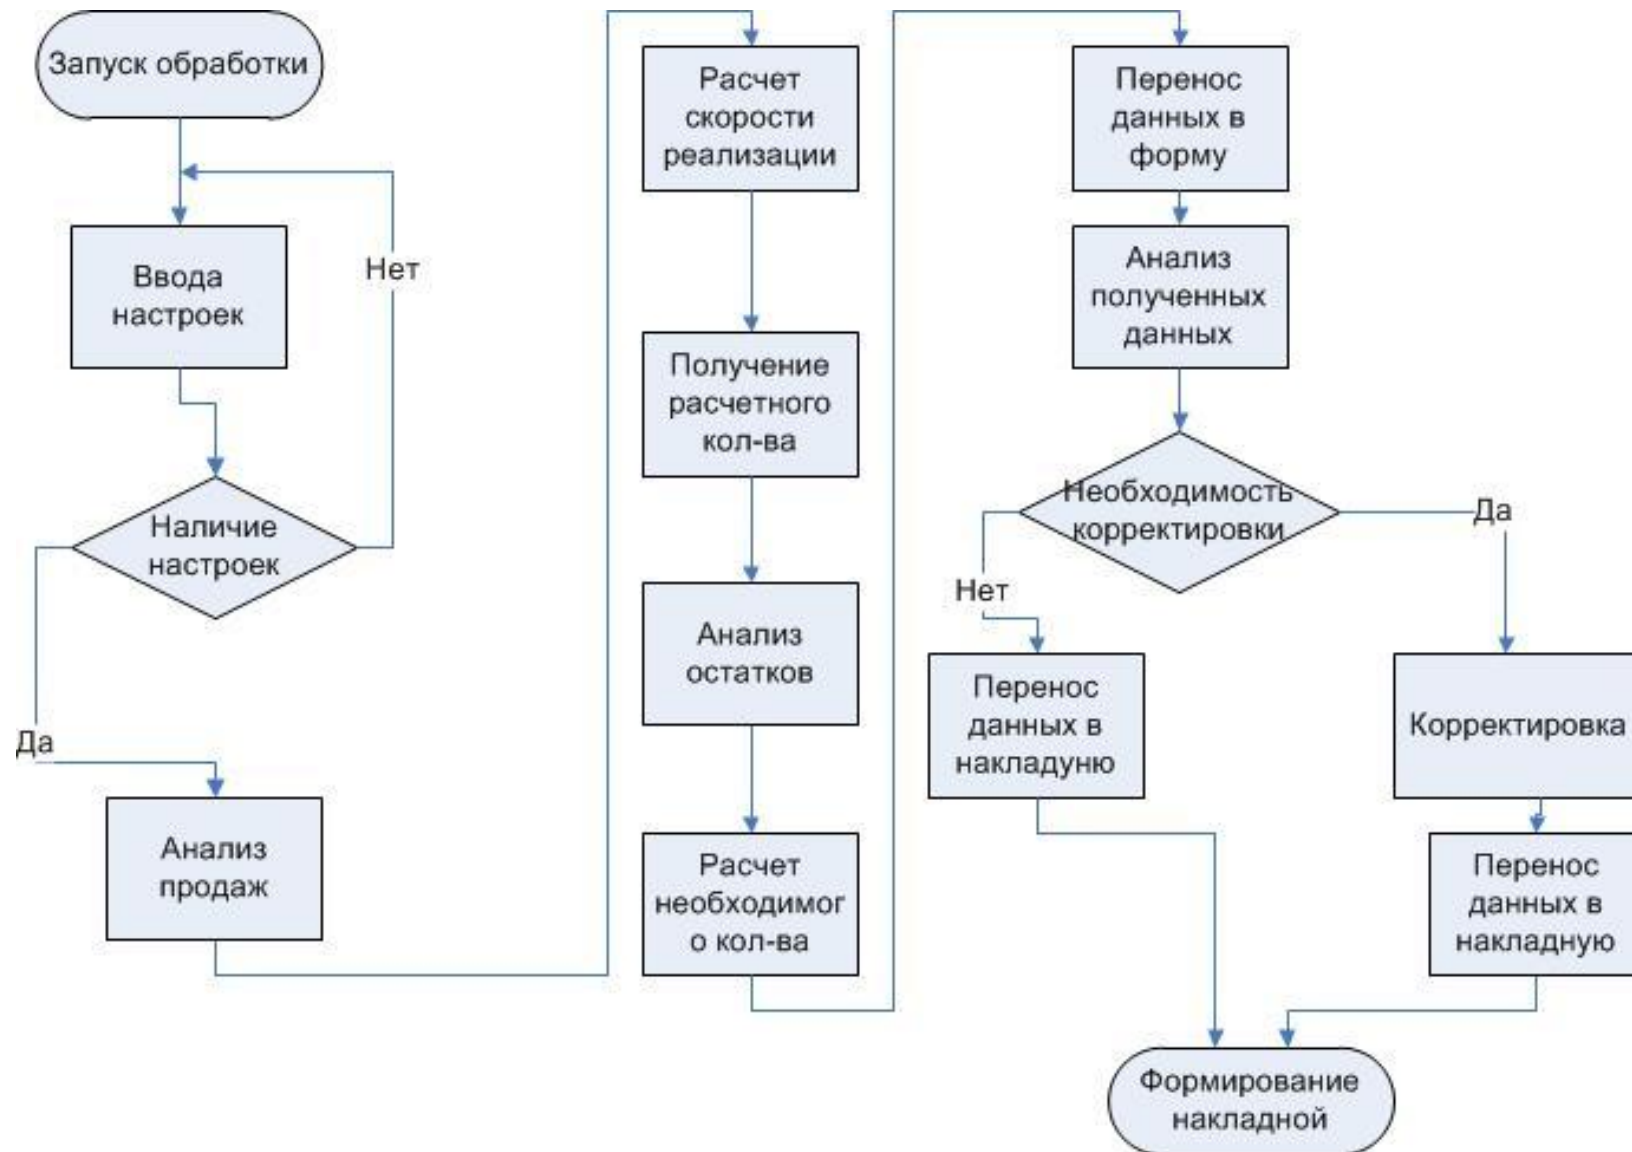 Запуск обработки
Ввода
настроек
Нет
Наличие
настроек
Да
Анализ
продаж
Расчет
скорости
реализации
Получение
расчетного
кол-ва
Анализ
остатков
Расчет
необходимог
о кол-ва
Перенос
данных в
форму
Анализ
полученных
данных
Необходимость
корректировки
Нет
Да
Перенос
данных в
накладуню
Корректировка
Перенос
данных в
накладную
Формирование
накладной